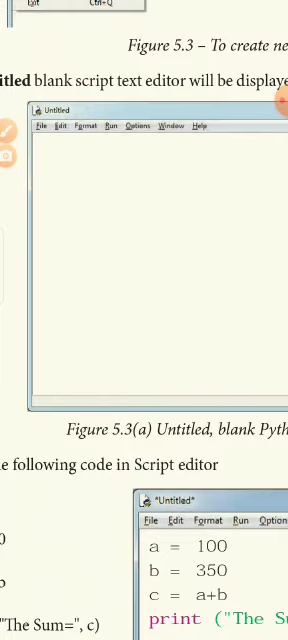 Exit Ctrl+Q
Figure 5.3 – To create ne
itled blank script text editor will be displaye
Untitled
File Edit Format Run Options Window Help
Figure 5.3(a) Untitled, blank Pyth
e following code in Script editor
*Untitled*
File Edit Format Run Option
a = 100
b = 350
c = a+b
print ("The Su
0
b
"The Sum=", c)